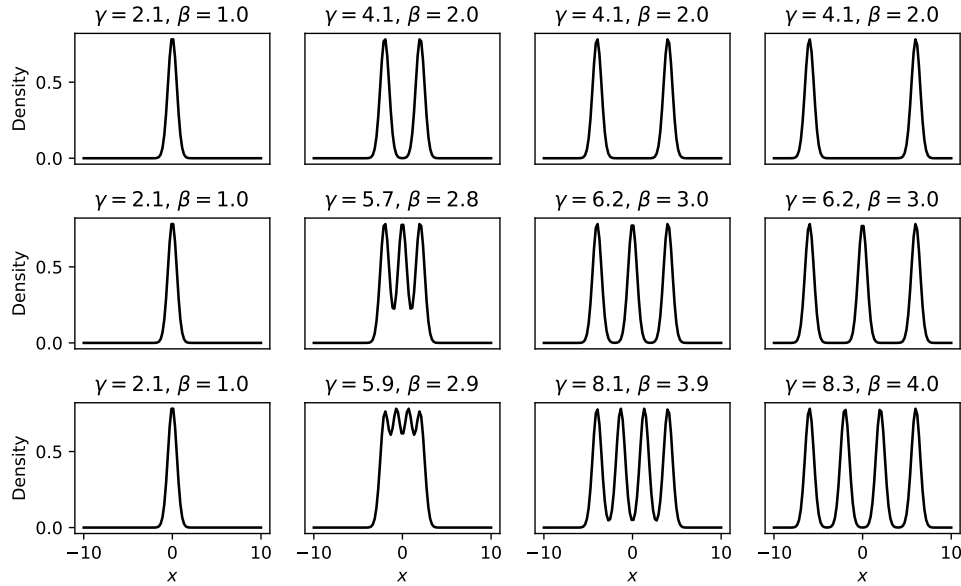 γ = 2.1, β = 1.0
γ = 4.1, β = 2.0
γ = 4.1, β = 2.0
γ = 4.1, β = 2.0
0.5
0.0
Density
γ = 2.1, β = 1.0
γ = 5.7, β = 2.8
γ = 6.2, β = 3.0
γ = 6.2, β = 3.0
0.5
0.0
Density
γ = 2.1, β = 1.0
γ = 5.9, β = 2.9
γ = 8.1, β = 3.9
γ = 8.3, β = 4.0
0.5
0.0
Density
−10 0 10
−10 0 10
−10 0 10
−10 0 10
x
x
x
x